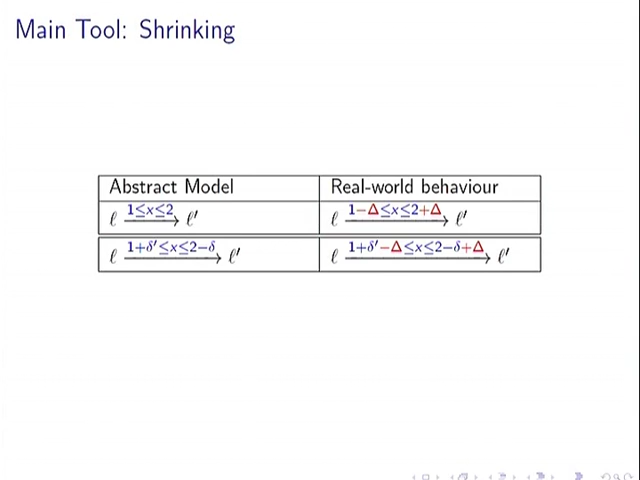 Main Tool: Shrinking
Abstract Model Real-world behaviour
ℓ 1≤x≤2 → ℓ′ ℓ 1−Δ≤x≤2+Δ → ℓ′
ℓ 1+δ′≤x≤2−δ → ℓ′ ℓ 1+δ′−Δ≤x≤2−δ+Δ → ℓ′